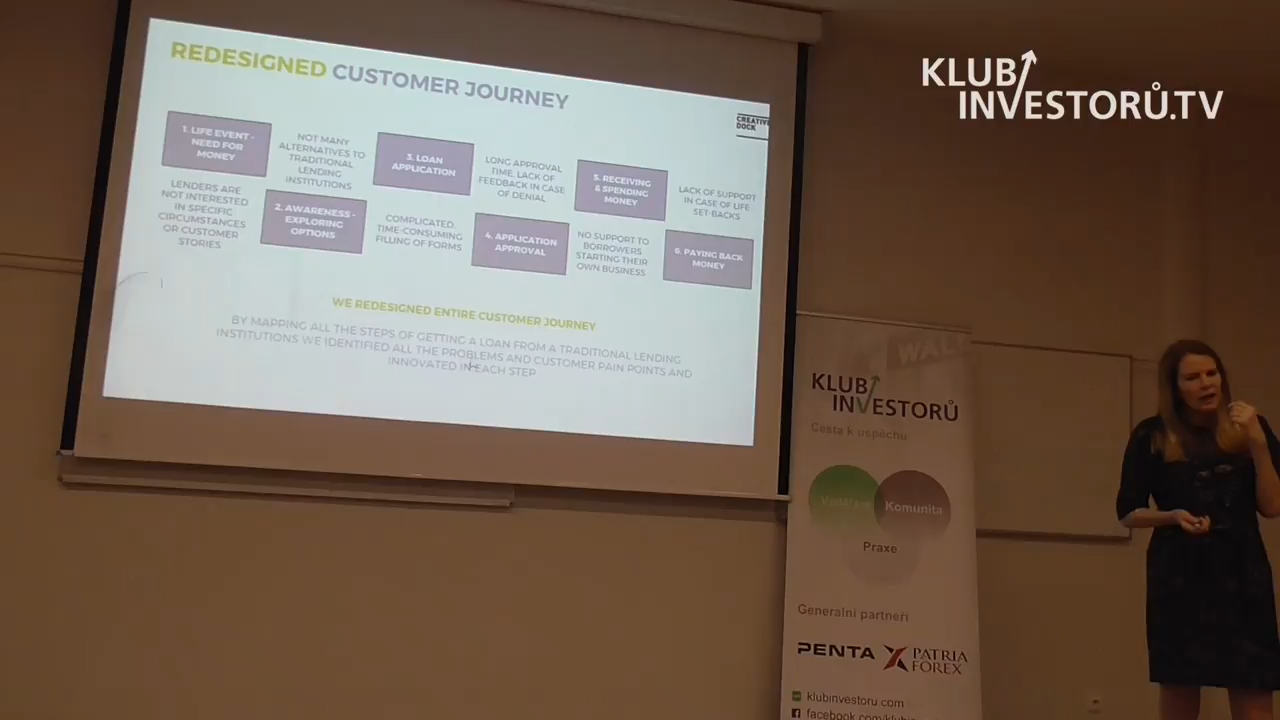 REDESIGNED CUSTOMER JOURNEY
CREATIVE
DOCK
1. LIFE EVENT -
NEED FOR
MONEY
NOT MANY
ALTERNATIVES TO
TRADITIONAL
LENDING
INSTITUTIONS
3. LOAN
APPLICATION
LONG APPROVAL
TIME, LACK OF
FEEDBACK IN CASE
OF DENIAL
5. RECEIVING
& SPENDING
MONEY
LACK OF SUPPORT
IN CASE OF LIFE
SET-BACKS
LENDERS ARE
NOT INTERESTED
IN SPECIFIC
CIRCUMSTANCES
OR CUSTOMER
STORIES
2. AWARENESS -
EXPLORING
OPTIONS
COMPLICATED,
TIME-CONSUMING
FILLING OF FORMS
4. APPLICATION
APPROVAL
NO SUPPORT TO
BORROWERS
STARTING THEIR
OWN BUSINESS
6. PAYING BACK
MONEY
WE REDESIGNED ENTIRE CUSTOMER JOURNEY
BY MAPPING ALL THE STEPS OF GETTING A LOAN FROM A TRADITIONAL LENDING
INSTITUTIONS WE IDENTIFIED ALL THE PROBLEMS AND CUSTOMER PAIN POINTS AND
INNOVATED IN EACH STEP
KLUB
INVESTORŮ.TV
WALL
KLUB
INVESTORŮ
Cesta k úspěchu
Komunita
Praxe
Generální partneři
PENTA
PATRIA
FOREX
klubinvestoru.com